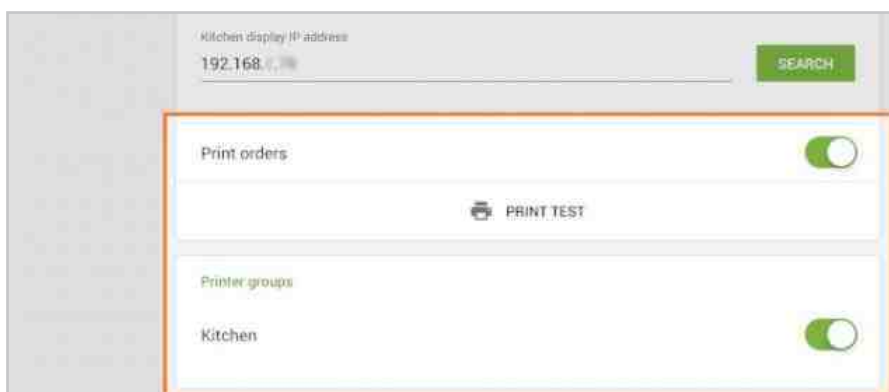 Kitchen display IP address
192.168.
SEARCH
Print orders
PRINT TEST
Printer groups
Kitchen